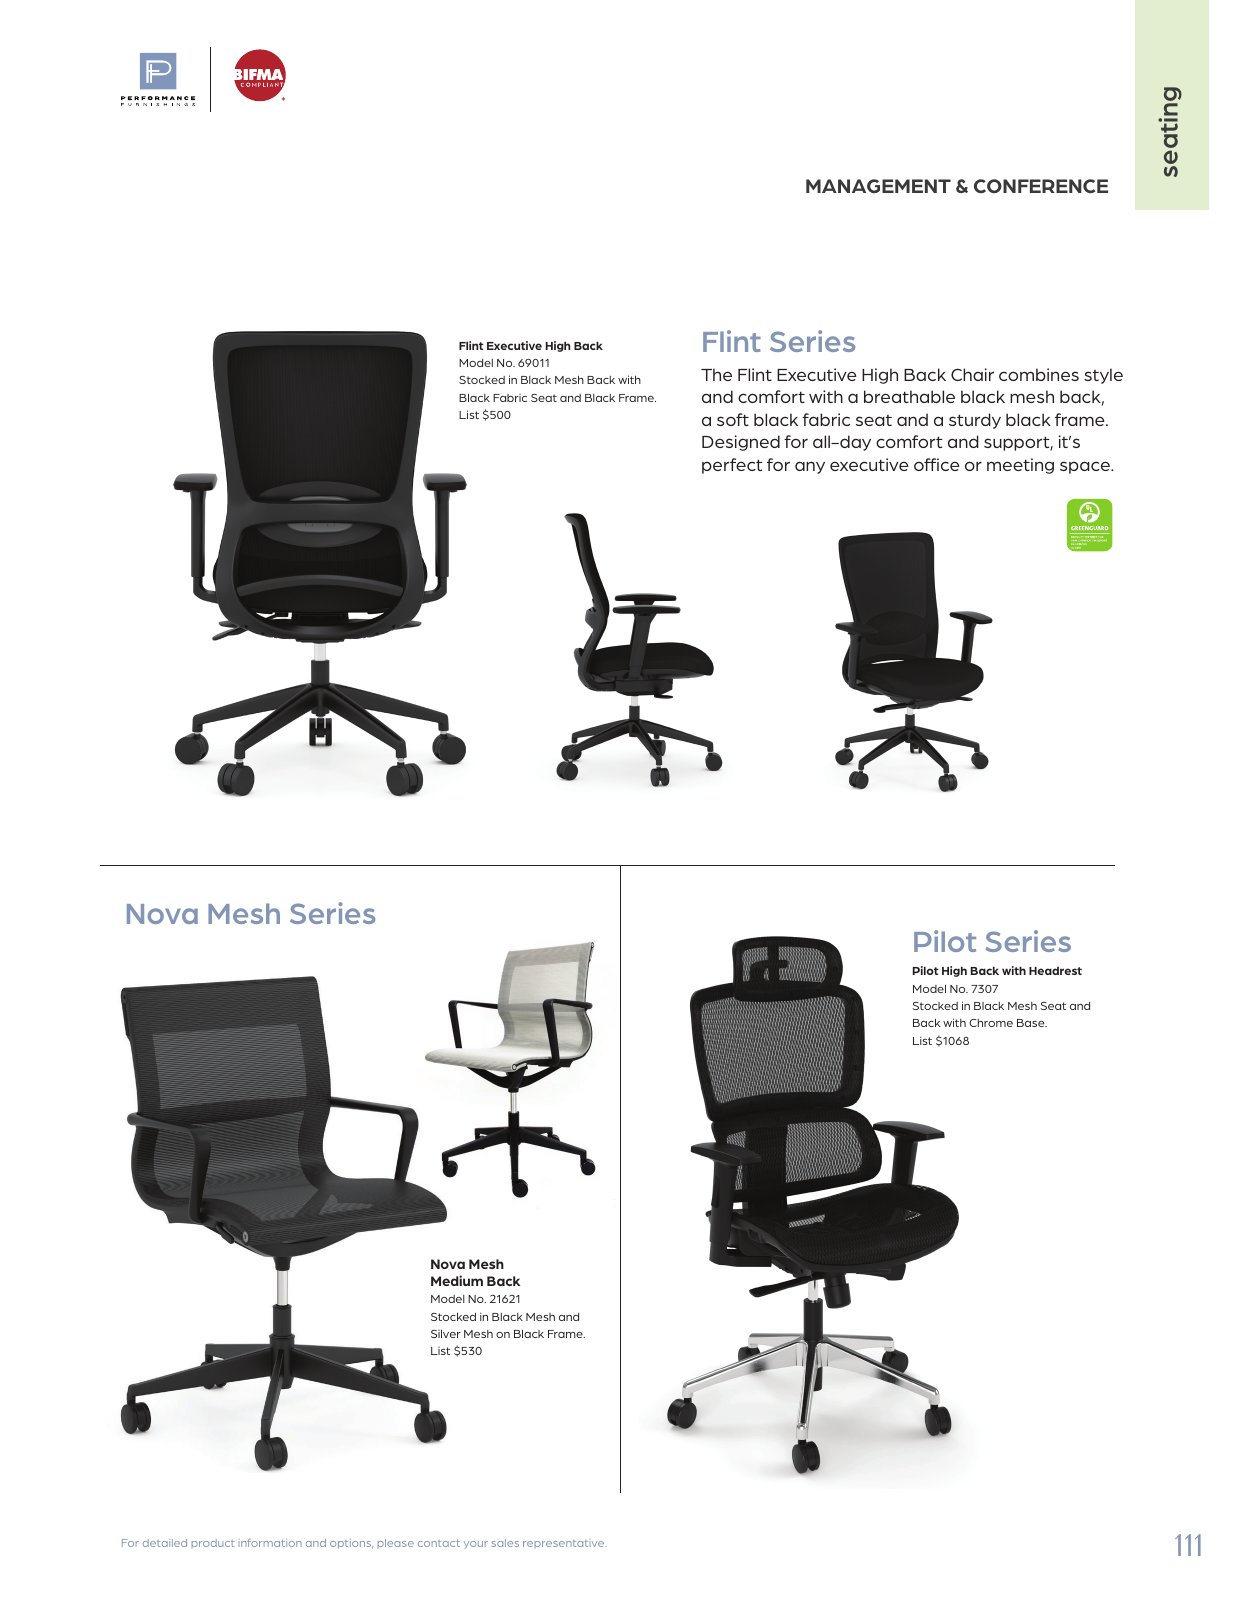 PERFORMANCE
FURNISHINGS
BIFMA
COMPLIANT
seating
MANAGEMENT & CONFERENCE
Flint Executive High Back
Model No. 69011
Stocked in Black Mesh Back with
Black Fabric Seat and Black Frame.
List $500
Flint Series
The Flint Executive High Back Chair combines style
and comfort with a breathable black mesh back,
a soft black fabric seat and a sturdy black frame.
Designed for all-day comfort and support, it’s
perfect for any executive office or meeting space.
GREENGUARD
Nova Mesh Series
Nova Mesh
Medium Back
Model No. 21621
Stocked in Black Mesh and
Silver Mesh on Black Frame.
List $530
Pilot Series
Pilot High Back with Headrest
Model No. 7307
Stocked in Black Mesh Seat and
Back with Chrome Base.
List $1068
For detailed product information and options, please contact your sales representative.
111